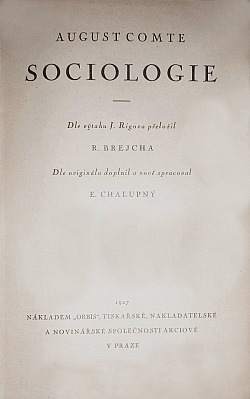 AUGUST COMTE
SOCIOLOGIE
Dle výtahu J. Rigova přeložil
R. BREJCHA
Dle originálu doplnil a nově zpracoval
E. CHALUPNÝ
1927
NÁKLADEM „ORBIS“, TISKAŘSKÉ, NAKLADATELSKÉ
A NOVINÁŘSKÉ SPOLEČNOSTI AKCIOVÉ
V PRAZE